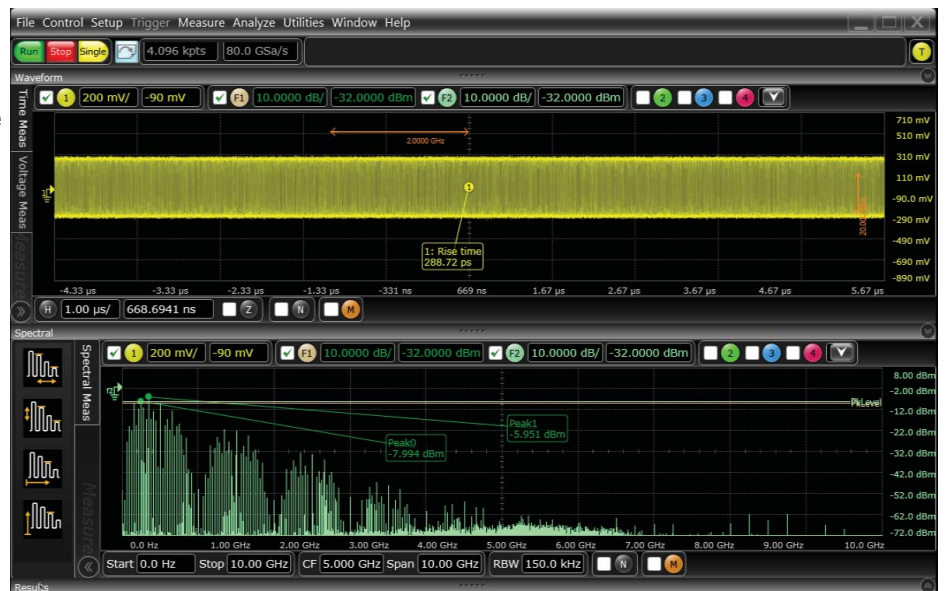 File Control Setup Trigger Measure Analyze Utilities Window Help
Run Stop Single 4.096 kpts 80.0 GSa/s T
Waveform
Time Meas
Voltage Meas
Measure
1 200 mV/ -90 mV F1 10.0000 dB/ -32.0000 dBm F2 10.0000 dB/ -32.0000 dBm 2 3 4
710 mV
510 mV
310 mV
110 mV
-90.0 mV
-290 mV
-490 mV
-690 mV
-890 mV
2.0000 GHz
1
1: Rise time
288.72 ps
-4.33 µs -3.33 µs -2.33 µs -1.33 µs -331 ns 669 ns 1.67 µs 2.67 µs 3.67 µs 4.67 µs 5.67 µs
H 1.00 µs/ 668.6941 ns Z N M
Spectral
Spectral Meas
Measure
1 200 mV/ -90 mV F1 10.0000 dB/ -32.0000 dBm F2 10.0000 dB/ -32.0000 dBm 2 3 4
8.00 dBm
-2.00 dBm
PkLevel
-12.0 dBm
-22.0 dBm
-32.0 dBm
-42.0 dBm
-52.0 dBm
-62.0 dBm
-72.0 dBm
Peak1
-5.951 dBm
Peak0
-7.994 dBm
0.0 Hz 1.00 GHz 2.00 GHz 3.00 GHz 4.00 GHz 5.00 GHz 6.00 GHz 7.00 GHz 8.00 GHz 9.00 GHz 10.0 GHz
Start 0.0 Hz Stop 10.00 GHz CF 5.000 GHz Span 10.00 GHz RBW 150.0 kHz N M
Results